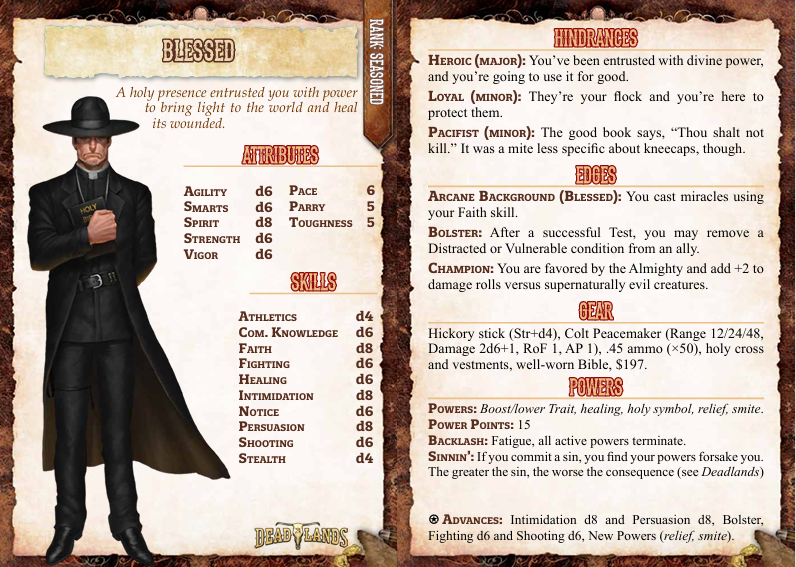 BLESSED
RANK: SEASONED
A holy presence entrusted you with power
to bring light to the world and heal
its wounded.
HOLY
ATTRIBUTES
AGILITY d6 PACE 6
SMARTS d6 PARRY 5
SPIRIT d8 TOUGHNESS 5
STRENGTH d6
VIGOR d6
SKILLS
ATHLETICS d4
COM. KNOWLEDGE d6
FAITH d8
FIGHTING d6
HEALING d6
INTIMIDATION d8
NOTICE d6
PERSUASION d8
SHOOTING d6
STEALTH d4
DEADLANDS
HINDRANCES
HEROIC (MAJOR): You've been entrusted with divine power,
and you're going to use it for good.
LOYAL (MINOR): They're your flock and you're here to
protect them.
PACIFIST (MINOR): The good book says, “Thou shalt not
kill.” It was a mite less specific about kneecaps, though.
EDGES
ARCANE BACKGROUND (BLESSED): You cast miracles using
your Faith skill.
BOLSTER: After a successful Test, you may remove a
Distracted or Vulnerable condition from an ally.
CHAMPION: You are favored by the Almighty and add +2 to
damage rolls versus supernaturally evil creatures.
GEAR
Hickory stick (Str+d4), Colt Peacemaker (Range 12/24/48,
Damage 2d6+1, RoF 1, AP 1), .45 ammo (×50), holy cross
and vestments, well-worn Bible, $197.
POWERS
POWERS: Boost/lower Trait, healing, holy symbol, relief, smite.
POWER POINTS: 15
BACKLASH: Fatigue, all active powers terminate.
SINNIN': If you commit a sin, you find your powers forsake you.
The greater the sin, the worse the consequence (see Deadlands)
ADVANCES: Intimidation d8 and Persuasion d8, Bolster,
Fighting d6 and Shooting d6, New Powers (relief, smite).